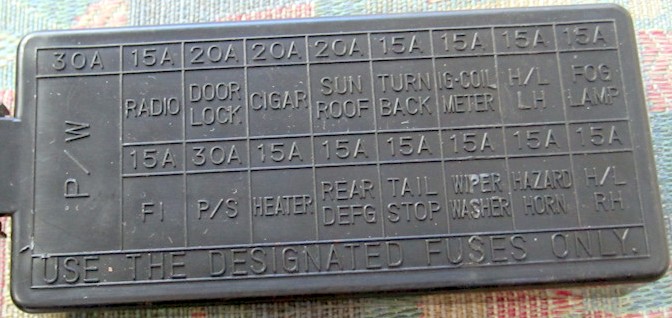 30A 15A 20A 20A 20A 15A 15A 15A 15A
P/W
RADIO DOOR LOCK CIGAR SUN ROOF TURN BACK IG-COIL METER H/L LH FOG LAMP
15A 30A 15A 15A 15A 15A 15A 15A
FI P/S HEATER REAR DEFG TAIL STOP WIPER WASHER HAZARD HORN H/L RH
USE THE DESIGNATED FUSES ONLY.